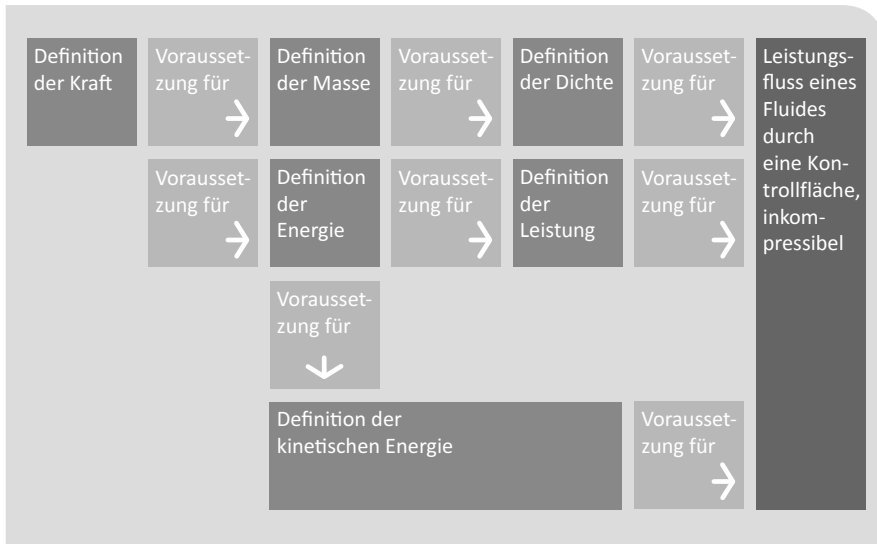 Definition
der Kraft
Vorausset-
zung für
Definition
der Masse
Vorausset-
zung für
Definition
der Dichte
Vorausset-
zung für
Leistungs-
fluss eines
Fluides
durch
eine Kon-
trollfläche,
inkom-
pressibel
Vorausset-
zung für
Definition
der
Energie
Vorausset-
zung für
Definition
der
Leistung
Vorausset-
zung für
Vorausset-
zung für
Definition der
kinetischen Energie
Vorausset-
zung für